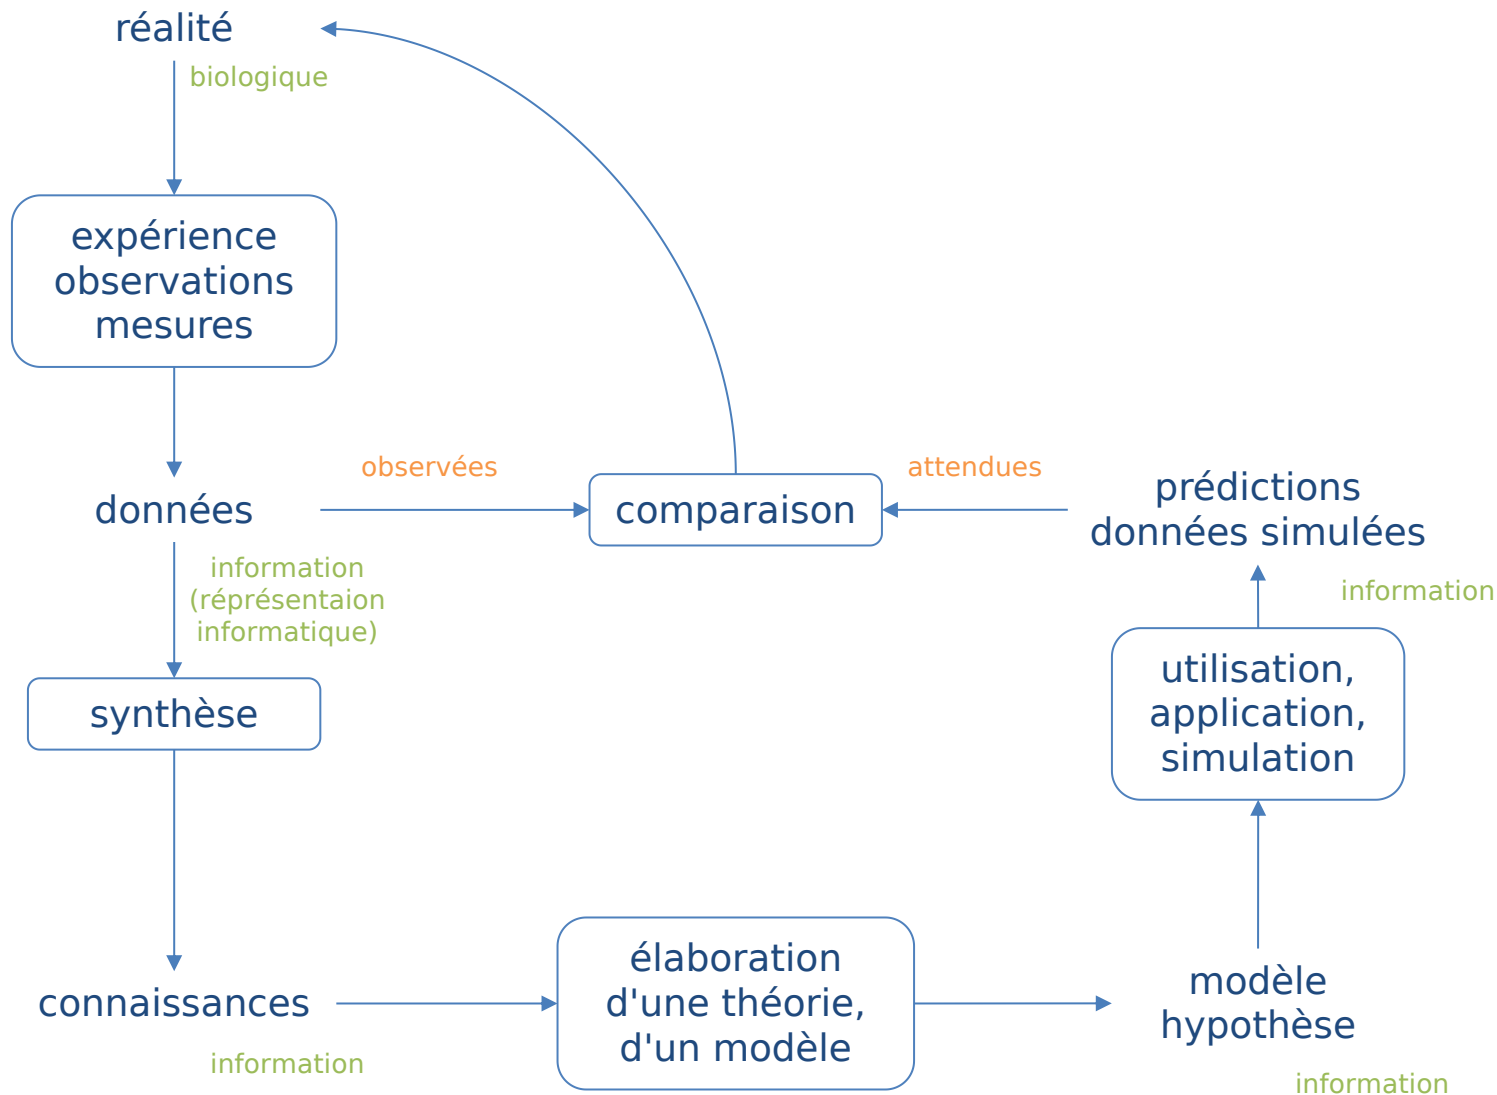 réalité
biologique
expérience
observations
mesures
données
observées
comparaison
attendues
prédictions
données simulées
information
information
(réprésentaion
informatique)
synthèse
utilisation,
application,
simulation
connaissances
information
élaboration
d'une théorie,
d'un modèle
modèle
hypothèse
information